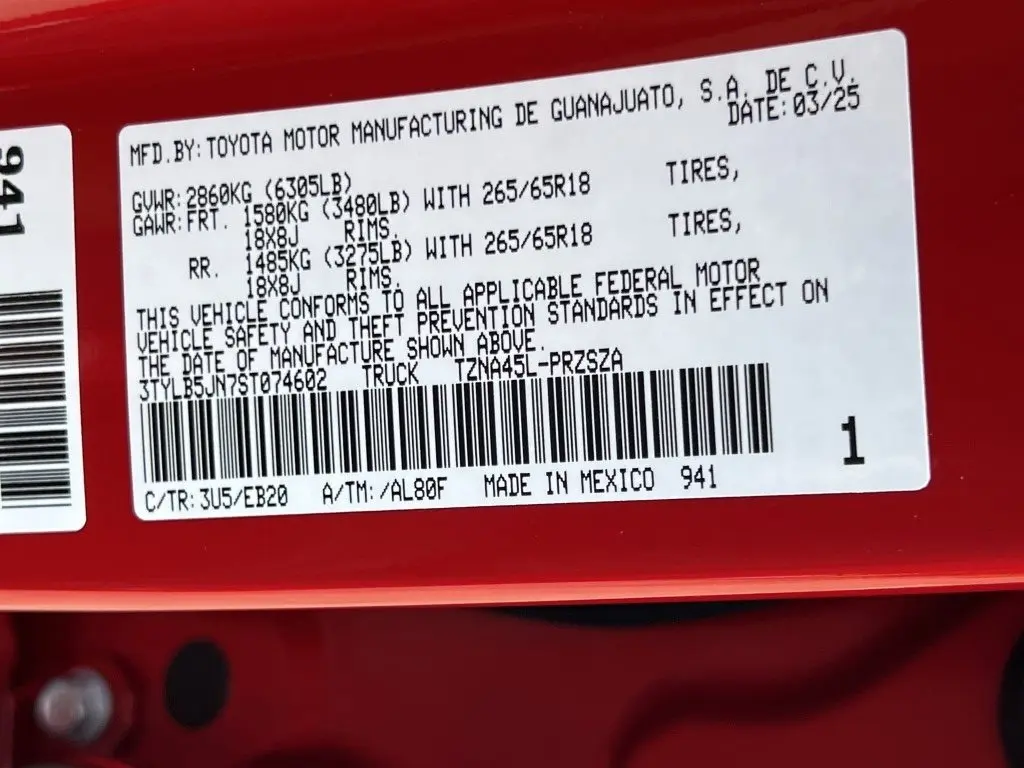 941
MFD.BY:TOYOTA MOTOR MANUFACTURING DE GUANAJUATO, S.A. DE C.V.
DATE:03/25
GVWR:2860KG (6305LB)
GAWR:FRT. 1580KG (3480LB) WITH 265/65R18 TIRES,
18X8J RIMS.
RR. 1485KG (3275LB) WITH 265/65R18 TIRES,
18X8J RIMS.
THIS VEHICLE CONFORMS TO ALL APPLICABLE FEDERAL MOTOR
VEHICLE SAFETY AND THEFT PREVENTION STANDARDS IN EFFECT ON
THE DATE OF MANUFACTURE SHOWN ABOVE.
3TYLB5JN7ST074602 TRUCK TZNA45L-PRZSZA
1
C/TR:3U5/EB20 A/TM:/AL80F MADE IN MEXICO 941